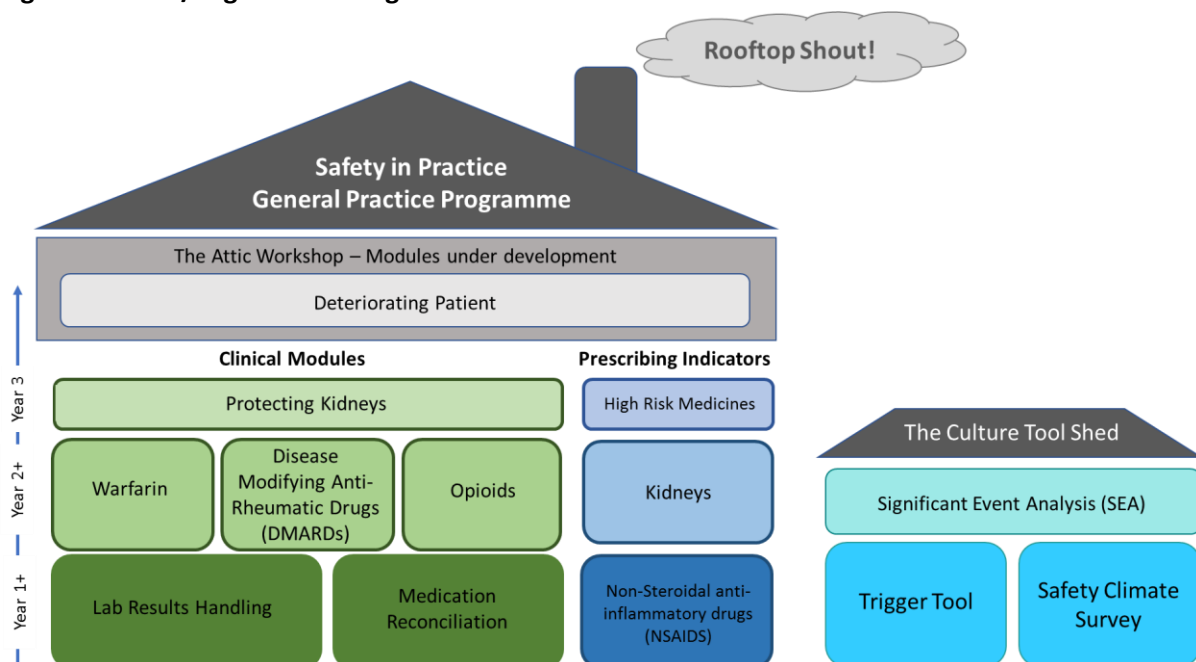 Rooftop Shout!
Safety in Practice
General Practice Programme
The Attic Workshop – Modules under development
Deteriorating Patient
Clinical Modules
Prescribing Indicators
Year 3
Protecting Kidneys
High Risk Medicines
The Culture Tool Shed
Year 2+
Warfarin
Disease
Modifying Anti-
Rheumatic Drugs
(DMARDs)
Opioids
Kidneys
Significant Event Analysis (SEA)
Year 1+
Lab Results Handling
Medication
Reconciliation
Non-Steroidal anti-
inflammatory drugs
(NSAIDS)
Trigger Tool
Safety Climate
Survey